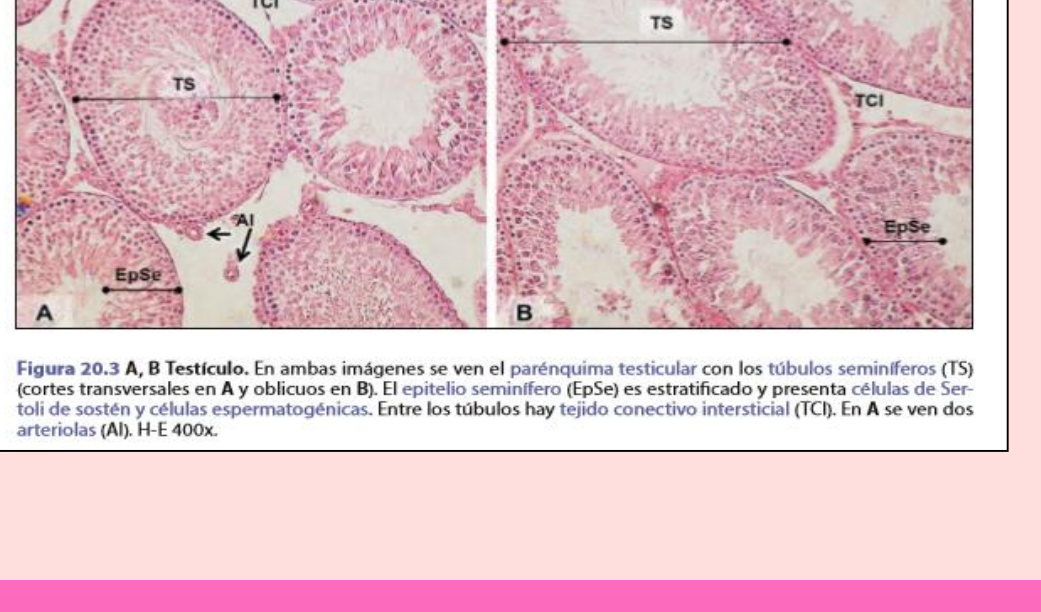 TCI
TS
TS
TCI
AI
EpSe
EpSe
A
B
Figura 20.3 A, B Testículo. En ambas imágenes se ven el parénquima testicular con los túbulos seminíferos (TS)
(cortes transversales en A y oblicuos en B). El epitelio seminífero (EpSe) es estratificado y presenta células de Ser-
toli de sostén y células espermatogénicas. Entre los túbulos hay tejido conectivo intersticial (TCI). En A se ven dos
arteriolas (AI). H-E 400x.